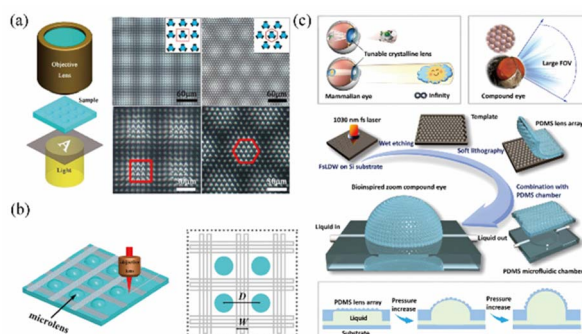 (a)
Objective
Lens
Sample
A
Light
60μm
60μm
10μm
(b)
Objective
lens
microlens
D
W
(c)
Tunable crystalline lens
Mammalian eye
∞ Infinity
Large FOV
Compound eye
1030 nm fs laser
Template
PDMS lens array
Wet etching
Soft lithography
FsLDW on Si substrate
Combination with
PDMS chamber
Bioinspired zoom compound eye
Liquid in
Liquid out
PDMS microfluidic chamber
PDMS lens array
Liquid
Substrate
Pressure
increase
Pressure
increase